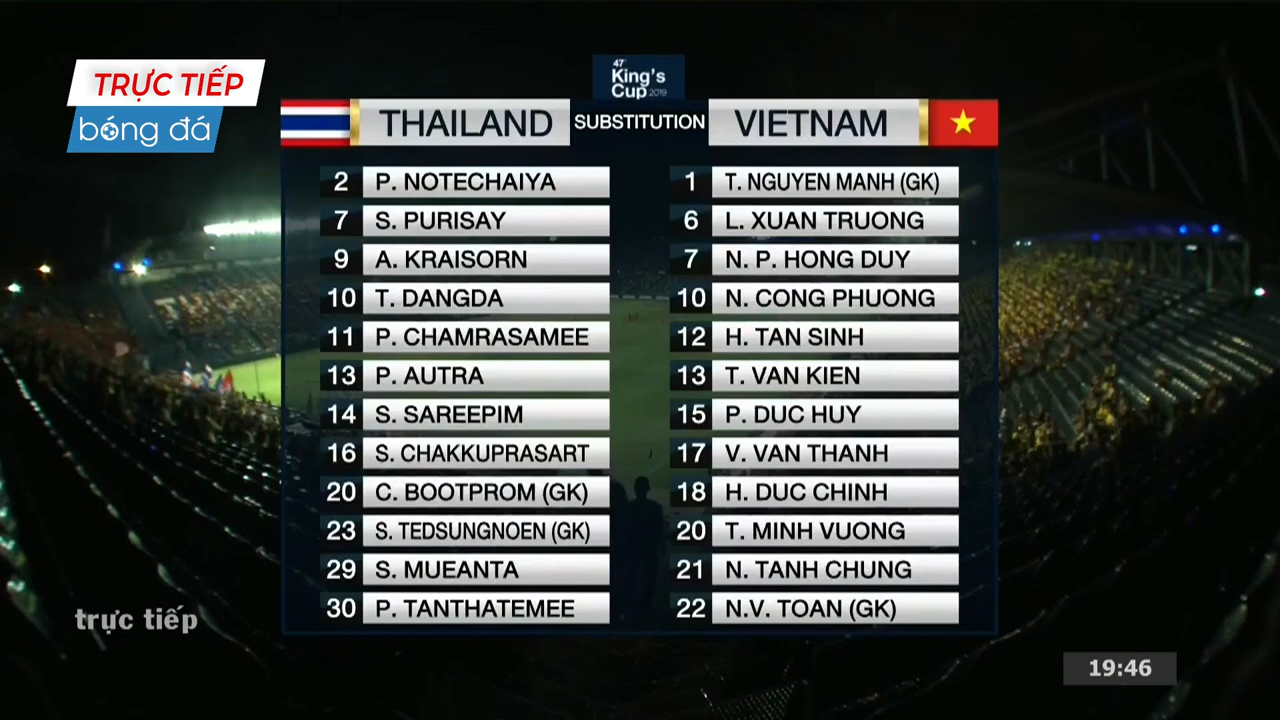 TRỰC TIẾP
bóng đá
47th
King's
Cup 2019
THAILAND SUBSTITUTION VIETNAM
2 P. NOTECHAIYA 1 T. NGUYEN MANH (GK)
7 S. PURISAY 6 L. XUAN TRUONG
9 A. KRAISORN 7 N. P. HONG DUY
10 T. DANGDA 10 N. CONG PHUONG
11 P. CHAMRASAMEE 12 H. TAN SINH
13 P. AUTRA 13 T. VAN KIEN
14 S. SAREEPIM 15 P. DUC HUY
16 S. CHAKKUPRASART 17 V. VAN THANH
20 C. BOOTPROM (GK) 18 H. DUC CHINH
23 S. TEDSUNGNOEN (GK) 20 T. MINH VUONG
29 S. MUEANTA 21 N. TANH CHUNG
30 P. TANTHATEMEE 22 N.V. TOAN (GK)
trực tiếp
19:46